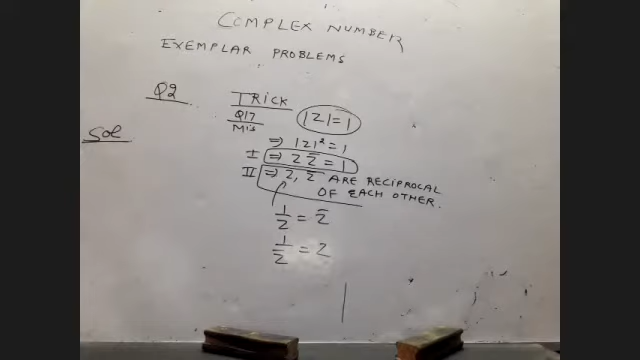 COMPLEX NUMBER
EXEMPLAR PROBLEMS
Q2
TRICK
Q17
Mis
|Z|=1
Sol
⇒ |Z|² = 1
I ⇒ Z Z̄ = 1
II ⇒ Z, Z̄ ARE RECIPROCAL
OF EACH OTHER.
1/Z = Z̄
1/Z̄ = Z